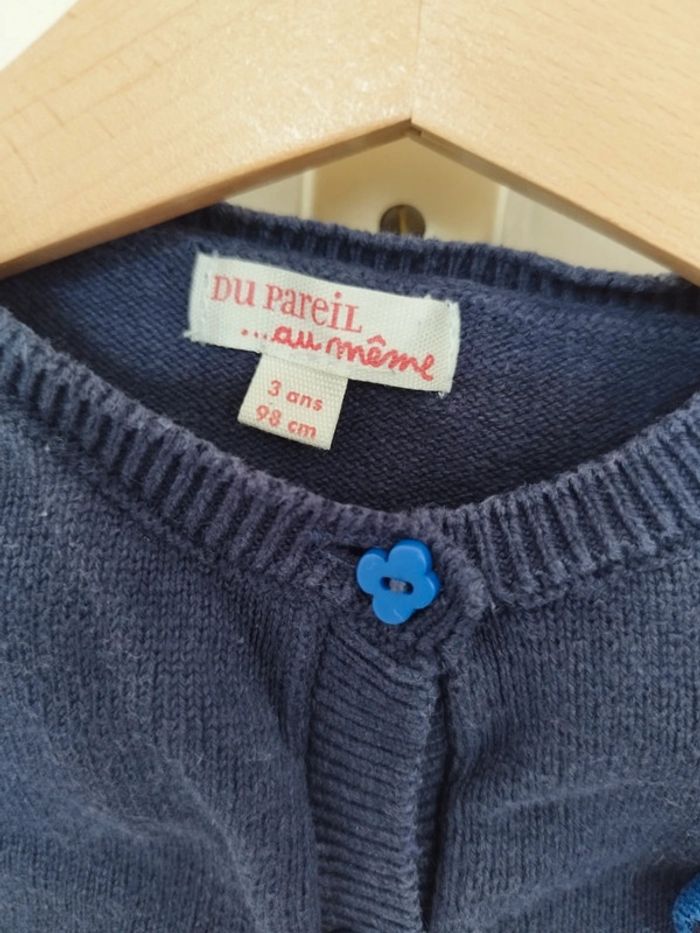 DU PareiL
...au même
3 ans
98 cm